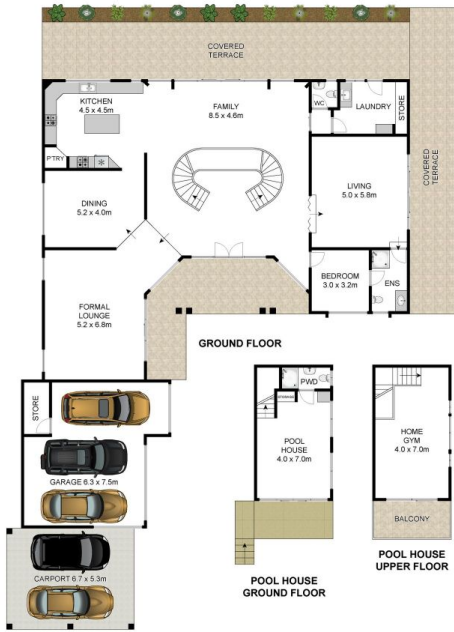 COVERED
TERRACE
KITCHEN
4.5 x 4.5m
FAMILY
8.5 x 4.6m
WC
LAUNDRY
STORE
P'TRY
COVERED
TERRACE
LIVING
5.0 x 5.8m
DINING
5.2 x 4.0m
BEDROOM
3.0 x 3.2m
ENS
FORMAL
LOUNGE
5.2 x 6.8m
GROUND FLOOR
STORE
PWD
POOL
HOUSE
4.0 x 7.0m
HOME
GYM
4.0 x 7.0m
GARAGE 6.3 x 7.5m
BALCONY
CARPORT 6.7 x 5.3m
POOL HOUSE
GROUND FLOOR
POOL HOUSE
UPPER FLOOR